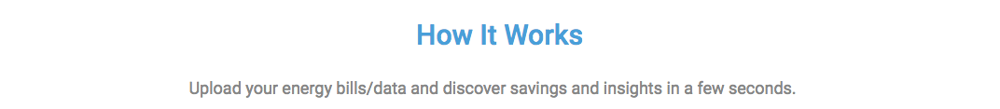 How It Works
Upload your energy bills/data and discover savings and insights in a few seconds.